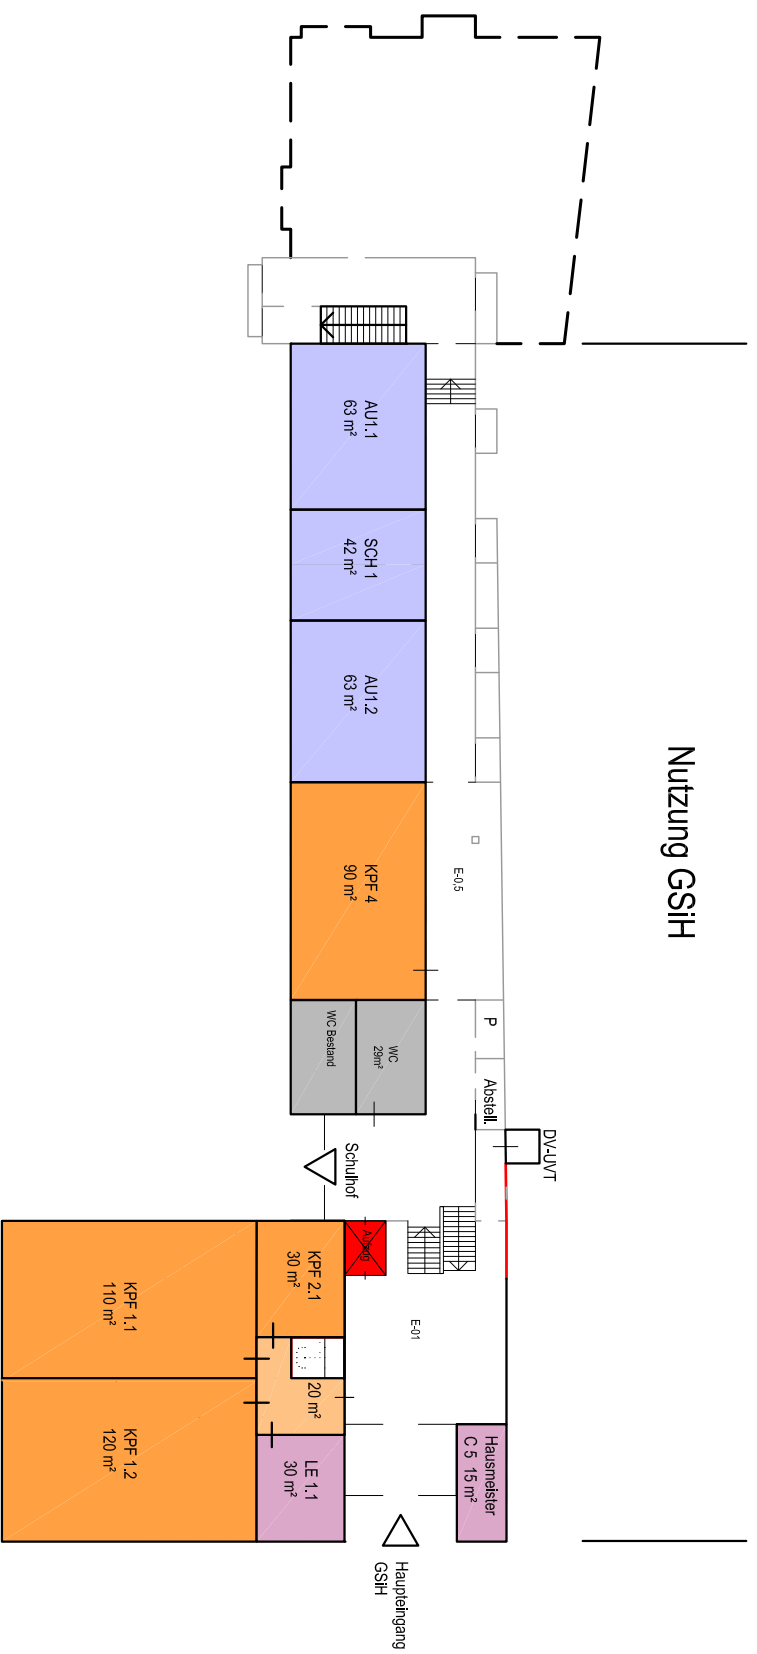 Nutzung GSiH
AU1.1
63 m²
SCH 1
42 m²
AU1.2
63 m²
KPF 4
90 m²
E-0,5
WC Bestand
WC
29m²
P
Abstell.
DV-UVT
Schulhof
Aufzug
KPF 2.1
30 m²
KPF 1.1
110 m²
E-01
20 m²
KPF 1.2
120 m²
LE 1.1
30 m²
Hausmeister
C 5  15 m²
Haupteingang
GSiH